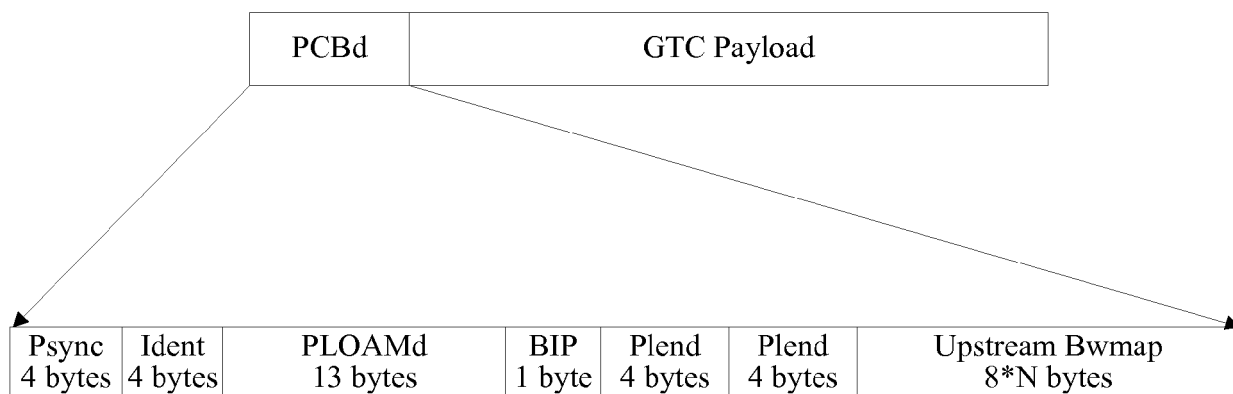 PCBd
GTC Payload
Psync
4 bytes
Ident
4 bytes
PLOAMd
13 bytes
BIP
1 byte
Plend
4 bytes
Plend
4 bytes
Upstream Bwmap
8*N bytes